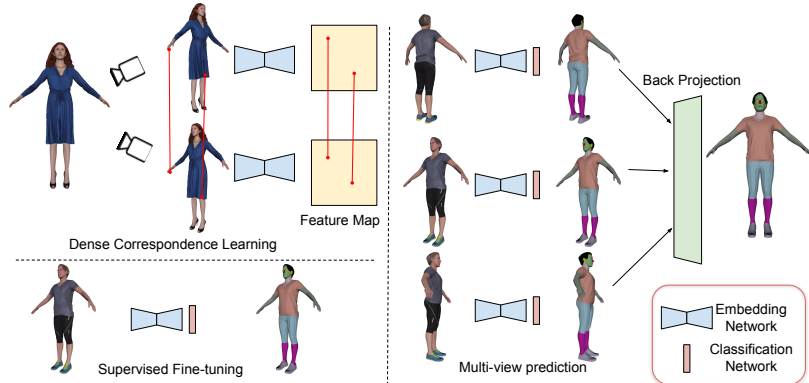 Feature Map
Dense Correspondence Learning
Supervised Fine-tuning
Back Projection
Multi-view prediction
Embedding
Network
Classification
Network